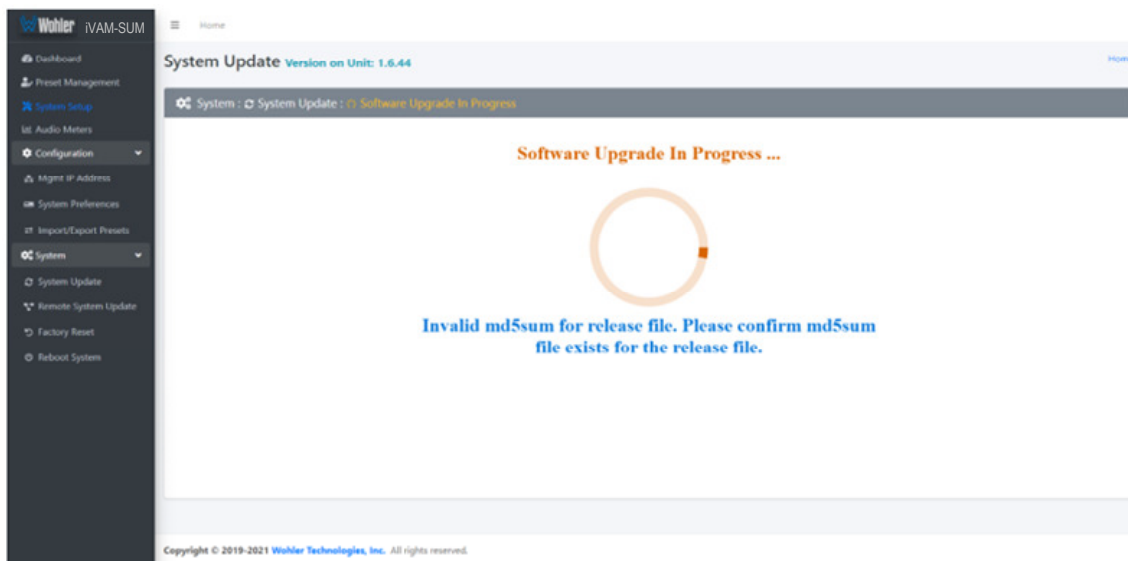 Wohler iVAM-SUM
Home
Dashboard
Preset Management
System Setup
Audio Meters
Configuration
Mgmt IP Address
System Preferences
Import/Export Presets
System
System Update
Remote System Update
Factory Reset
Reboot System
System Update Version on Unit: 1.6.44
Hom
System : System Update : Software Upgrade In Progress
Software Upgrade In Progress ...
Invalid md5sum for release file. Please confirm md5sum
file exists for the release file.
Copyright © 2019-2021 Wohler Technologies, Inc. All rights reserved.